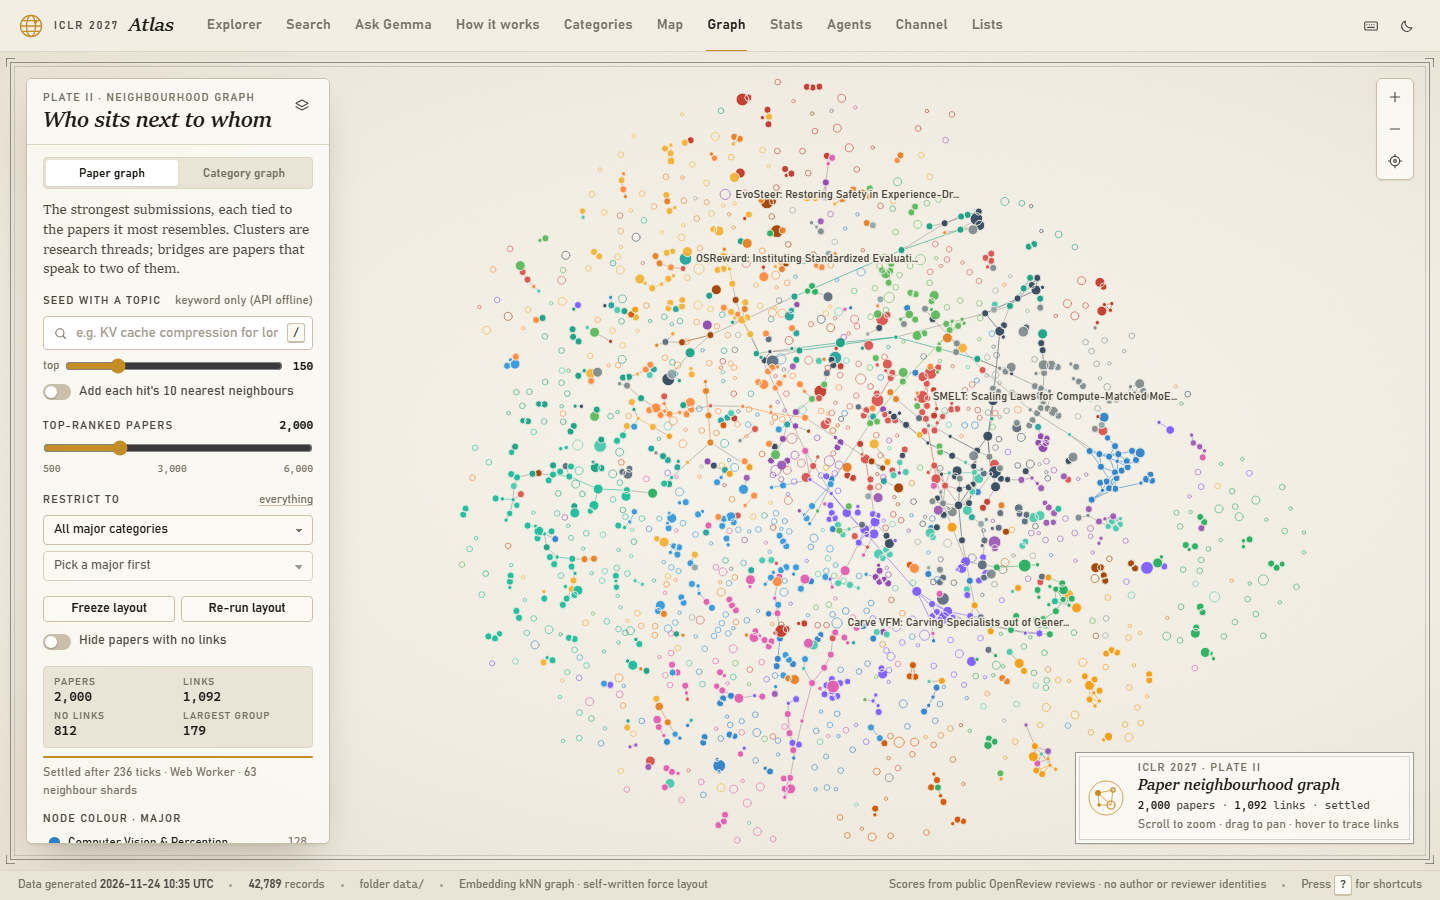 ICLR 2027 Atlas
Explorer Search Ask Gemma How it works Categories Map Graph Stats Agents Channel Lists
PLATE II · NEIGHBOURHOOD GRAPH
Who sits next to whom
Paper graph Category graph
The strongest submissions, each tied to
the papers it most resembles. Clusters are
research threads; bridges are papers that
speak to two of them.
SEED WITH A TOPIC keyword only (API offline)
e.g. KV cache compression for lor /
top 150
Add each hit's 10 nearest neighbours
TOP-RANKED PAPERS 2,000
500 3,000 6,000
RESTRICT TO everything
All major categories
Pick a major first
Freeze layout Re-run layout
Hide papers with no links
PAPERS LINKS
2,000 1,092
NO LINKS LARGEST GROUP
812 179
Settled after 236 ticks · Web Worker · 63
neighbour shards
NODE COLOUR · MAJOR
Computer Vision & Perception 128
EvoSteer: Restoring Safety in Experience-Dr…
OSReward: Instituting Standardized Evaluati…
SMELT: Scaling Laws for Compute-Matched MoE…
Carve VFM: Carving Specialists out of Gener…
ICLR 2027 · PLATE II
Paper neighbourhood graph
2,000 papers · 1,092 links · settled
Scroll to zoom · drag to pan · hover to trace links
Data generated 2026-11-24 10:35 UTC • 42,789 records • folder data/ • Embedding kNN graph · self-written force layout
Scores from public OpenReview reviews · no author or reviewer identities • Press ? for shortcuts